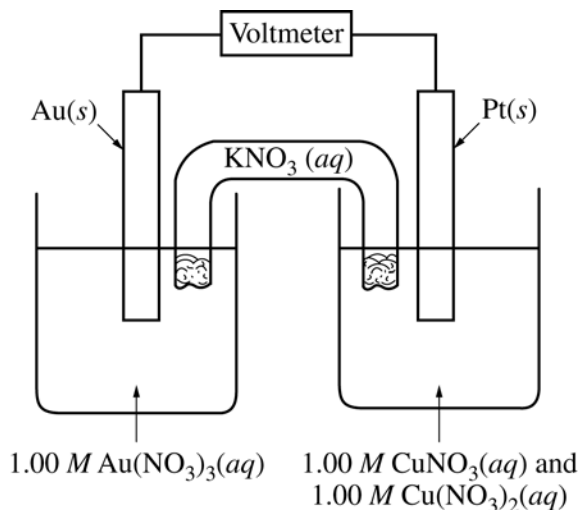 Voltmeter
Au(s)
Pt(s)
KNO₃ (aq)
1.00 M Au(NO₃)₃(aq)
1.00 M CuNO₃(aq) and
1.00 M Cu(NO₃)₂(aq)